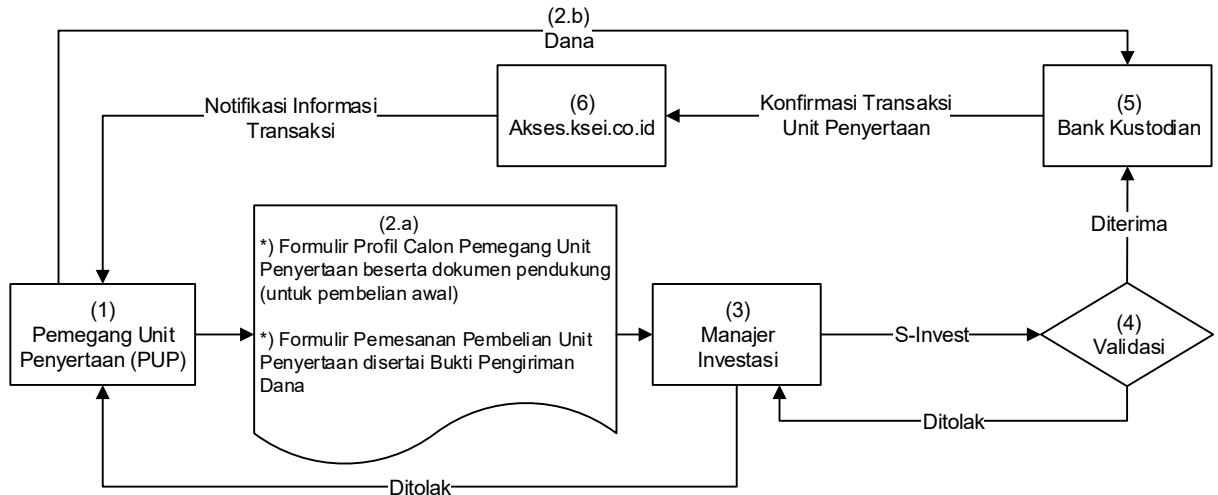 (2.b)
Dana
Notifikasi Informasi
Transaksi
(6)
Akses.ksei.co.id
Konfirmasi Transaksi
Unit Penyertaan
(5)
Bank Kustodian
Diterima
(2.a)
*) Formulir Profil Calon Pemegang Unit
Penyertaan beserta dokumen pendukung
(untuk pembelian awal)
*) Formulir Pemesanan Pembelian Unit
Penyertaan disertai Bukti Pengiriman
Dana
(1)
Pemegang Unit
Penyertaan (PUP)
(3)
Manajer
Investasi
S-Invest
(4)
Validasi
Ditolak
Ditolak